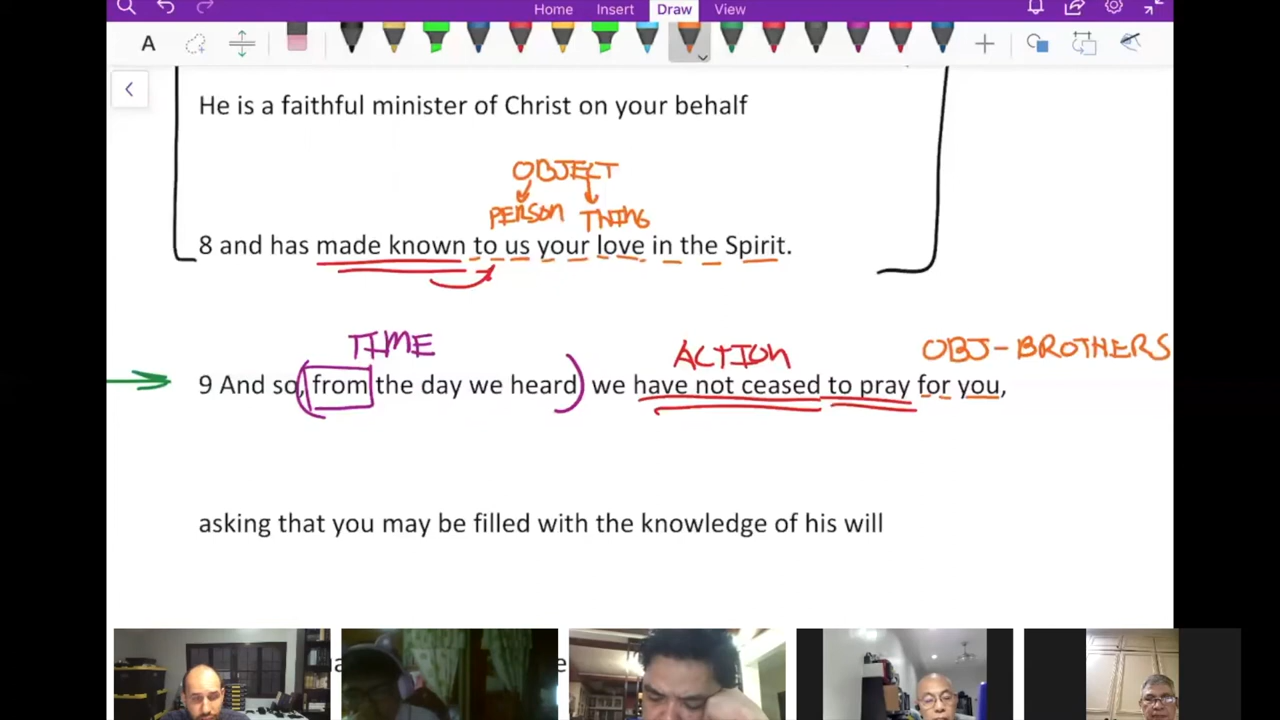 Home Insert Draw View
A
He is a faithful minister of Christ on your behalf
OBJECT
PERSON THING
8 and has made known to us your love in the Spirit.
TIME ACTION OBJ-BROTHERS
9 And so, from the day we heard we have not ceased to pray for you,
asking that you may be filled with the knowledge of his will